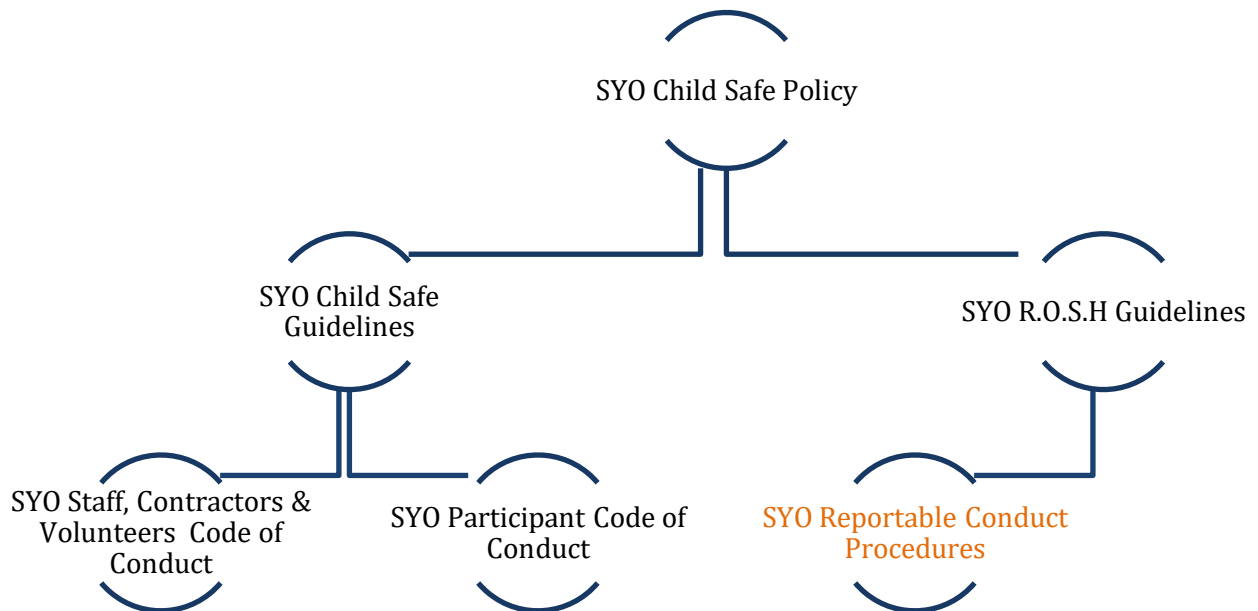 SYO Child Safe Policy
SYO Child Safe
Guidelines
SYO R.O.S.H Guidelines
SYO Staff, Contractors &
Volunteers  Code of
Conduct
SYO Participant Code of
Conduct
SYO Reportable Conduct
Procedures